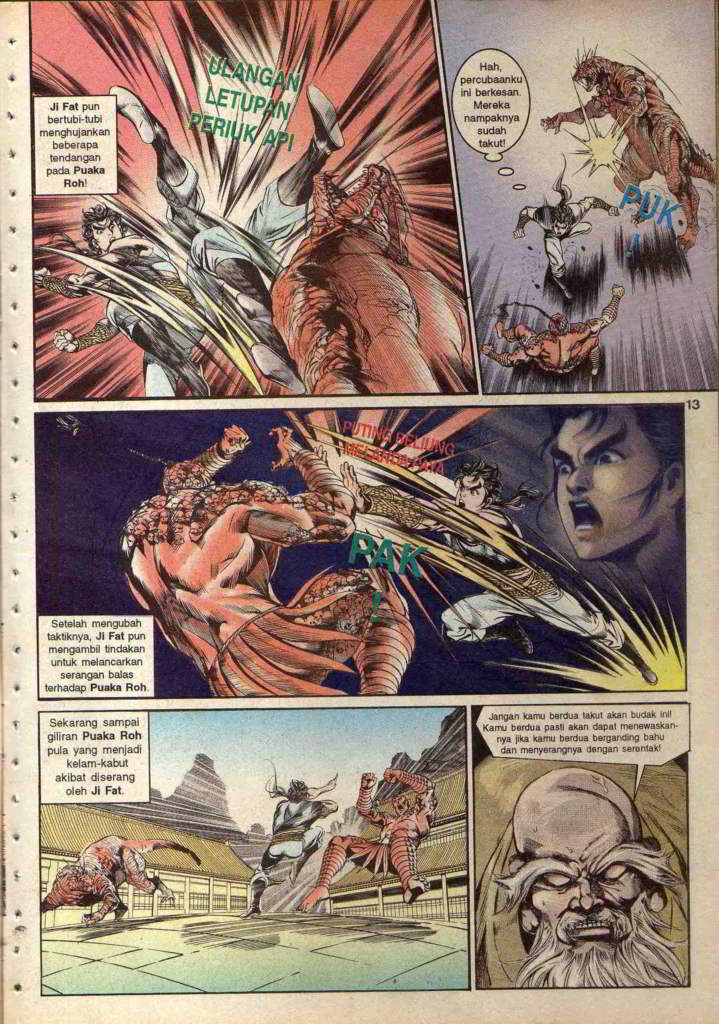 ULANGAN
LETUPAN
PERIUK API
Ji Fat pun
bertubi-tubi
menghujankan
beberapa
tendangan
pada Puaka
Roh!
Hah,
percubaanku
ini berkesan.
Mereka
nampaknya
sudah
takut!
PUK
!
13
PUTING BELIUNG
MELANDA PAYA
PAK
!
Setelah mengubah
taktiknya, Ji Fat pun
mengambil tindakan
untuk melancarkan
serangan balas
terhadap Puaka Roh.
Sekarang sampai
giliran Puaka Roh
pula yang menjadi
kelam-kabut
akibat diserang
oleh Ji Fat.
Jangan kamu berdua takut akan budak ini!
Kamu berdua pasti akan dapat menewaskan-
nya jika kamu berdua berganding bahu
dan menyerangnya dengan serentak!